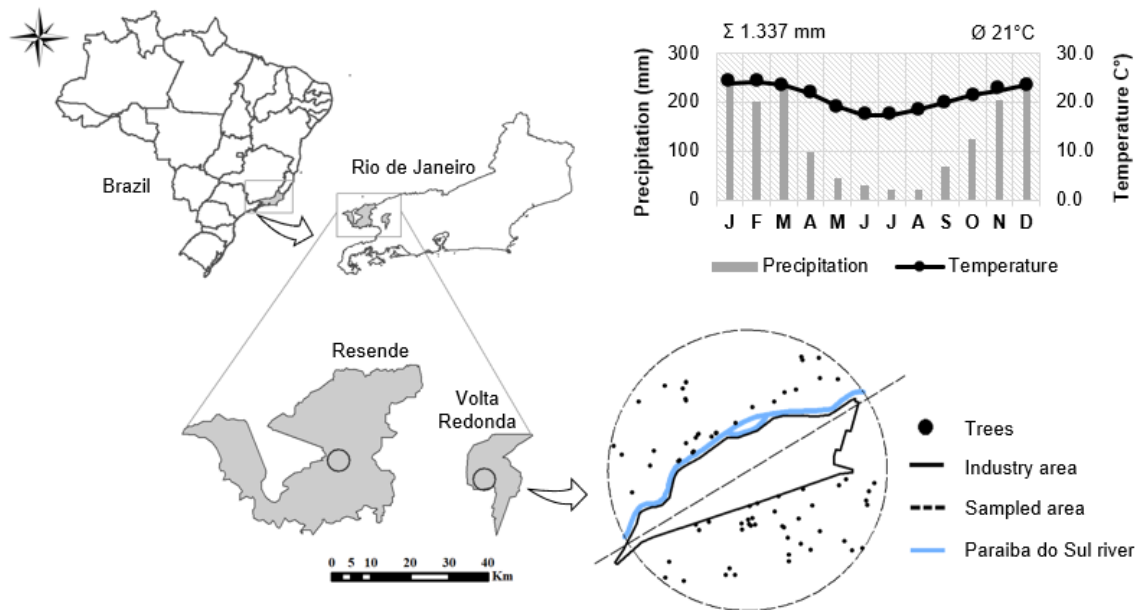 Brazil
Rio de Janeiro
Σ 1.337 mm
Ø 21°C
Precipitation (mm)
300
200
100
0
30.0
20.0
10.0
0.0
Temperature C°)
J F M A M J J A S O N D
Precipitation
Temperature
Resende
Volta
Redonda
0 5 10 20 30 40
Km
Trees
Industry area
Sampled area
Paraiba do Sul river